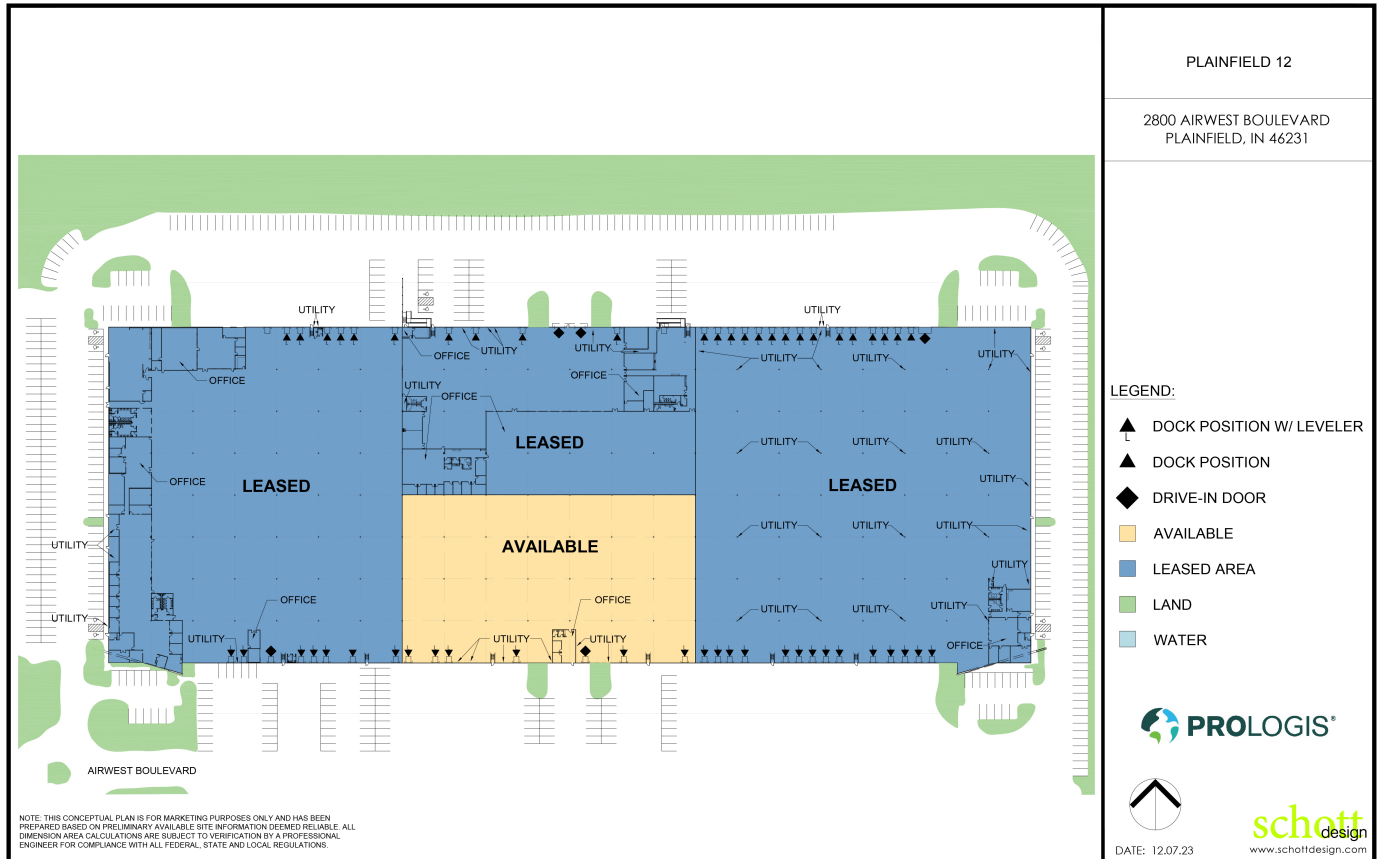 PLAINFIELD 12
2800 AIRWEST BOULEVARD
PLAINFIELD, IN 46231
UTILITY
UTILITY
OFFICE
UTILITY
UTILITY
UTILITY
UTILITY
UTILITY
OFFICE
OFFICE
UTILITY
OFFICE
LEASED
UTILITY
UTILITY
UTILITY
OFFICE
LEASED
LEASED
UTILITY
UTILITY
AVAILABLE
UTILITY
UTILITY
UTILITY
UTILITY
OFFICE
OFFICE
UTILITY
UTILITY
UTILITY
UTILITY
UTILITY
UTILITY
UTILITY
OFFICE
AIRWEST BOULEVARD
NOTE: THIS CONCEPTUAL PLAN IS FOR MARKETING PURPOSES ONLY AND HAS BEEN
PREPARED BASED ON PRELIMINARY AVAILABLE SITE INFORMATION DEEMED RELIABLE. ALL
DIMENSION AREA CALCULATIONS ARE SUBJECT TO VERIFICATION BY A PROFESSIONAL
ENGINEER FOR COMPLIANCE WITH ALL FEDERAL, STATE AND LOCAL REGULATIONS.
LEGEND:
DOCK POSITION W/ LEVELER
L
DOCK POSITION
DRIVE-IN DOOR
AVAILABLE
LEASED AREA
LAND
WATER
PROLOGIS®
schott
design
www.schottdesign.com
DATE: 12.07.23